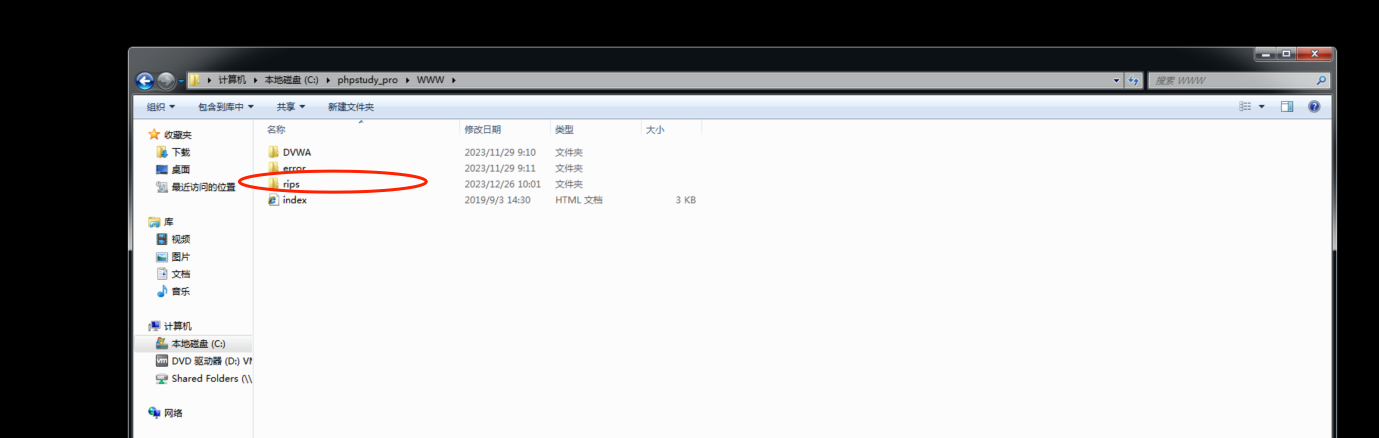 计算机 ▸ 本地磁盘 (C:) ▸ phpstudy_pro ▸ WWW ▸
搜索 WWW
组织 包含到库中 共享 新建文件夹
收藏夹
下载
桌面
最近访问的位置
库
视频
图片
文档
音乐
计算机
本地磁盘 (C:)
DVD 驱动器 (D:) VM
Shared Folders (\\
网络
名称 修改日期 类型 大小
DVWA 2023/11/29 9:10 文件夹
error 2023/11/29 9:11 文件夹
rips 2023/12/26 10:01 文件夹
index 2019/9/3 14:30 HTML 文档 3 KB